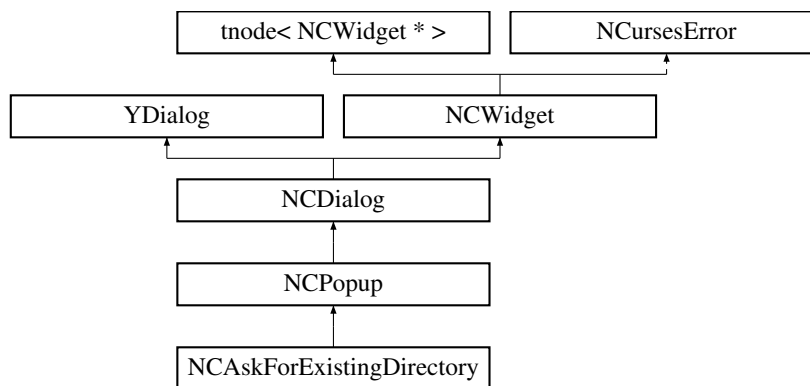 tnode< NCWidget * >
NCursesError
YDialog
NCWidget
NCDialog
NCPopup
NCAskForExistingDirectory